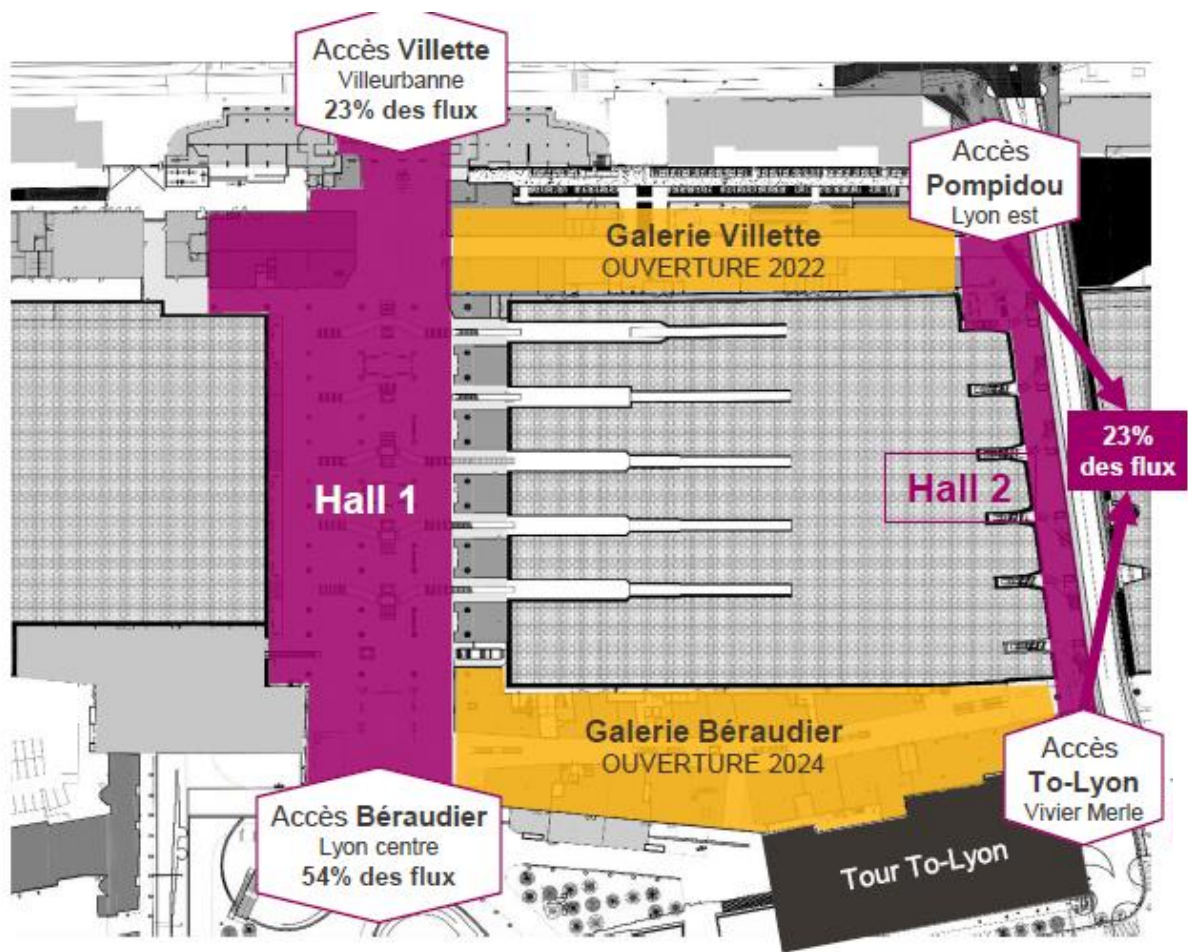 Accès Villette
Villeurbanne
23% des flux
Accès
Pompidou
Lyon est
Galerie Villette
OUVERTURE 2022
23%
des flux
Hall 1
Hall 2
Galerie Béraudier
OUVERTURE 2024
Accès
To-Lyon
Vivier Merle
Accès Béraudier
Lyon centre
54% des flux
Tour To-Lyon